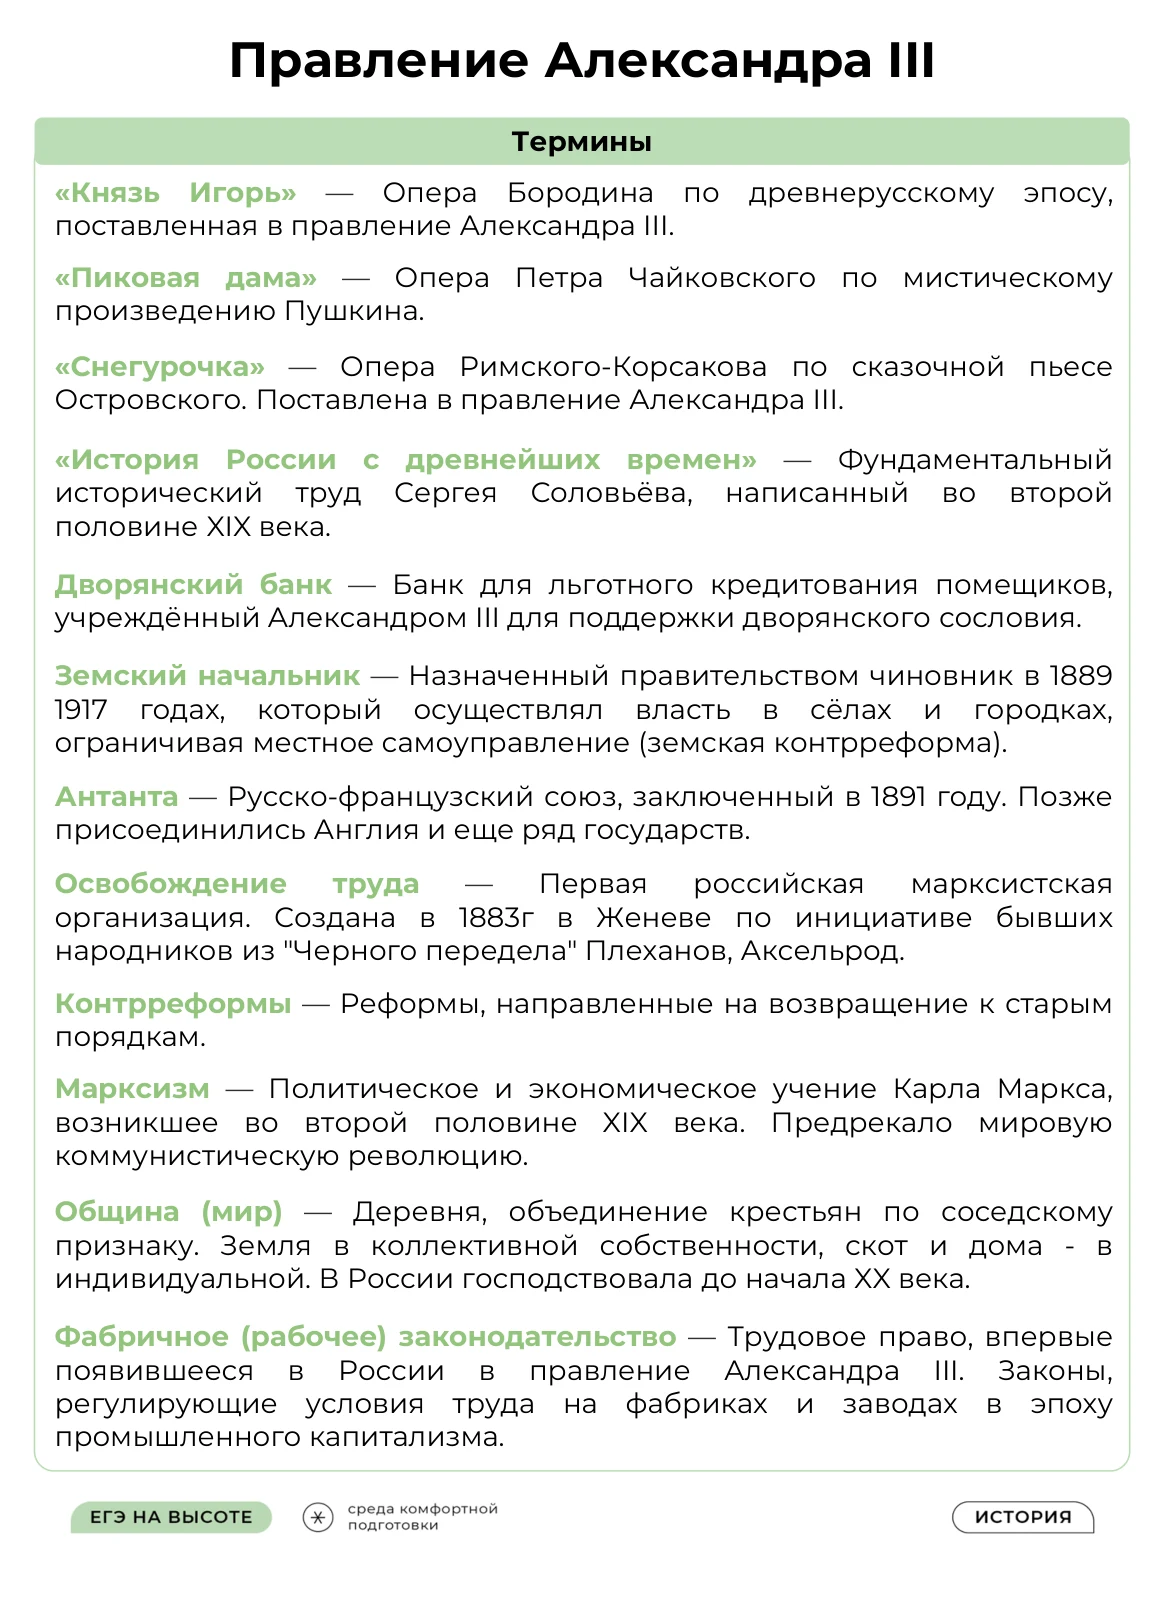 Правление Александра III
Термины
«Князь Игорь» — Опера Бородина по древнерусскому эпосу,
поставленная в правление Александра III.
«Пиковая дама» — Опера Петра Чайковского по мистическому
произведению Пушкина.
«Снегурочка» — Опера Римского-Корсакова по сказочной пьесе
Островского. Поставлена в правление Александра III.
«История России с древнейших времен» — Фундаментальный
исторический труд Сергея Соловьёва, написанный во второй
половине XIX века.
Дворянский банк — Банк для льготного кредитования помещиков,
учреждённый Александром III для поддержки дворянского сословия.
Земский начальник — Назначенный правительством чиновник в 1889
1917 годах, который осуществлял власть в сёлах и городках,
ограничивая местное самоуправление (земская контрреформа).
Антанта — Русско-французский союз, заключенный в 1891 году. Позже
присоединились Англия и еще ряд государств.
Освобождение труда — Первая российская марксистская
организация. Создана в 1883г в Женеве по инициативе бывших
народников из "Черного передела" Плеханов, Аксельрод.
Контрреформы — Реформы, направленные на возвращение к старым
порядкам.
Марксизм — Политическое и экономическое учение Карла Маркса,
возникшее во второй половине XIX века. Предрекало мировую
коммунистическую революцию.
Община (мир) — Деревня, объединение крестьян по соседскому
признаку. Земля в коллективной собственности, скот и дома - в
индивидуальной. В России господствовала до начала XX века.
Фабричное (рабочее) законодательство — Трудовое право, впервые
появившееся в России в правление Александра III. Законы,
регулирующие условия труда на фабриках и заводах в эпоху
промышленного капитализма.
ЕГЭ НА ВЫСОТЕ
среда комфортной
подготовки
ИСТОРИЯ